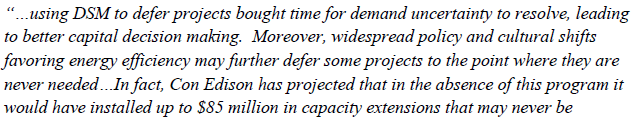 “…using DSM to defer projects bought time for demand uncertainty to resolve, leading
to better capital decision making.  Moreover, widespread policy and cultural shifts
favoring energy efficiency may further defer some projects to the point where they are
never needed…In fact, Con Edison has projected that in the absence of this program it
would have installed up to $85 million in capacity extensions that may never be